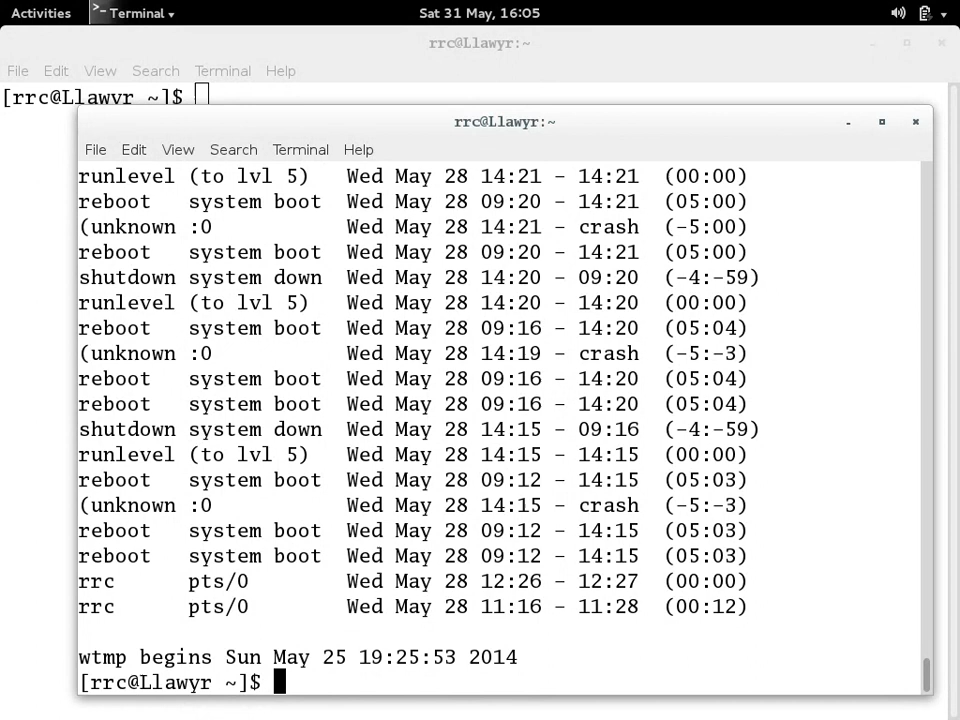 Activities Terminal Sat 31 May, 16:05
rrc@Llawyr:~
File Edit View Search Terminal Help
[rrc@Llawyr ~]$
rrc@Llawyr:~
File Edit View Search Terminal Help
runlevel (to lvl 5) Wed May 28 14:21 - 14:21 (00:00)
reboot system boot Wed May 28 09:20 - 14:21 (05:00)
(unknown :0 Wed May 28 14:21 - crash (-5:00)
reboot system boot Wed May 28 09:20 - 14:21 (05:00)
shutdown system down Wed May 28 14:20 - 09:20 (-4:-59)
runlevel (to lvl 5) Wed May 28 14:20 - 14:20 (00:00)
reboot system boot Wed May 28 09:16 - 14:20 (05:04)
(unknown :0 Wed May 28 14:19 - crash (-5:-3)
reboot system boot Wed May 28 09:16 - 14:20 (05:04)
reboot system boot Wed May 28 09:16 - 14:20 (05:04)
shutdown system down Wed May 28 14:15 - 09:16 (-4:-59)
runlevel (to lvl 5) Wed May 28 14:15 - 14:15 (00:00)
reboot system boot Wed May 28 09:12 - 14:15 (05:03)
(unknown :0 Wed May 28 14:15 - crash (-5:-3)
reboot system boot Wed May 28 09:12 - 14:15 (05:03)
reboot system boot Wed May 28 09:12 - 14:15 (05:03)
rrc pts/0 Wed May 28 12:26 - 12:27 (00:00)
rrc pts/0 Wed May 28 11:16 - 11:28 (00:12)
wtmp begins Sun May 25 19:25:53 2014
[rrc@Llawyr ~]$